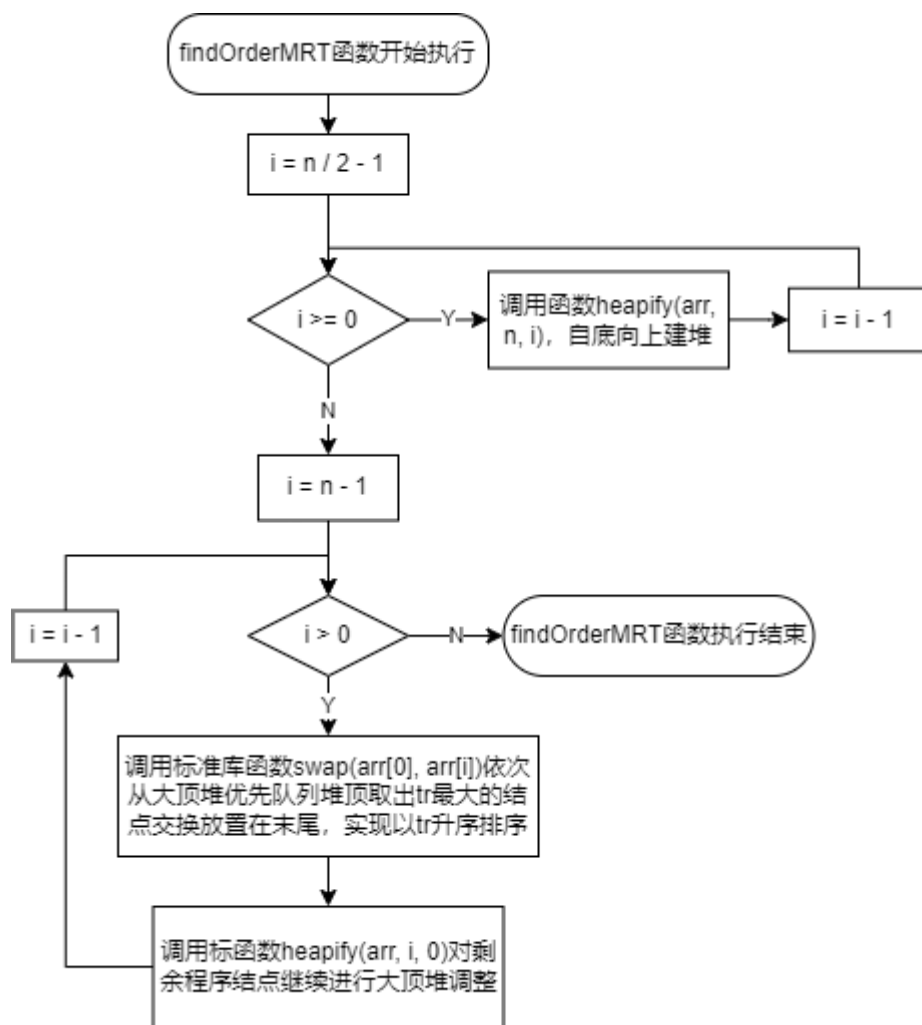 findOrderMRT函数开始执行
i = n / 2 - 1
i >= 0
Y
调用函数heapify(arr,
n, i)，自底向上建堆
i = i - 1
N
i = n - 1
i = i - 1
i > 0
N
findOrderMRT函数执行结束
Y
调用标准库函数swap(arr[0], arr[i])依次
从大顶堆优先队列堆顶取出tr最大的结
点交换放置在末尾，实现以tr升序排序
调用标函数heapify(arr, i, 0)对剩
余程序结点继续进行大顶堆调整